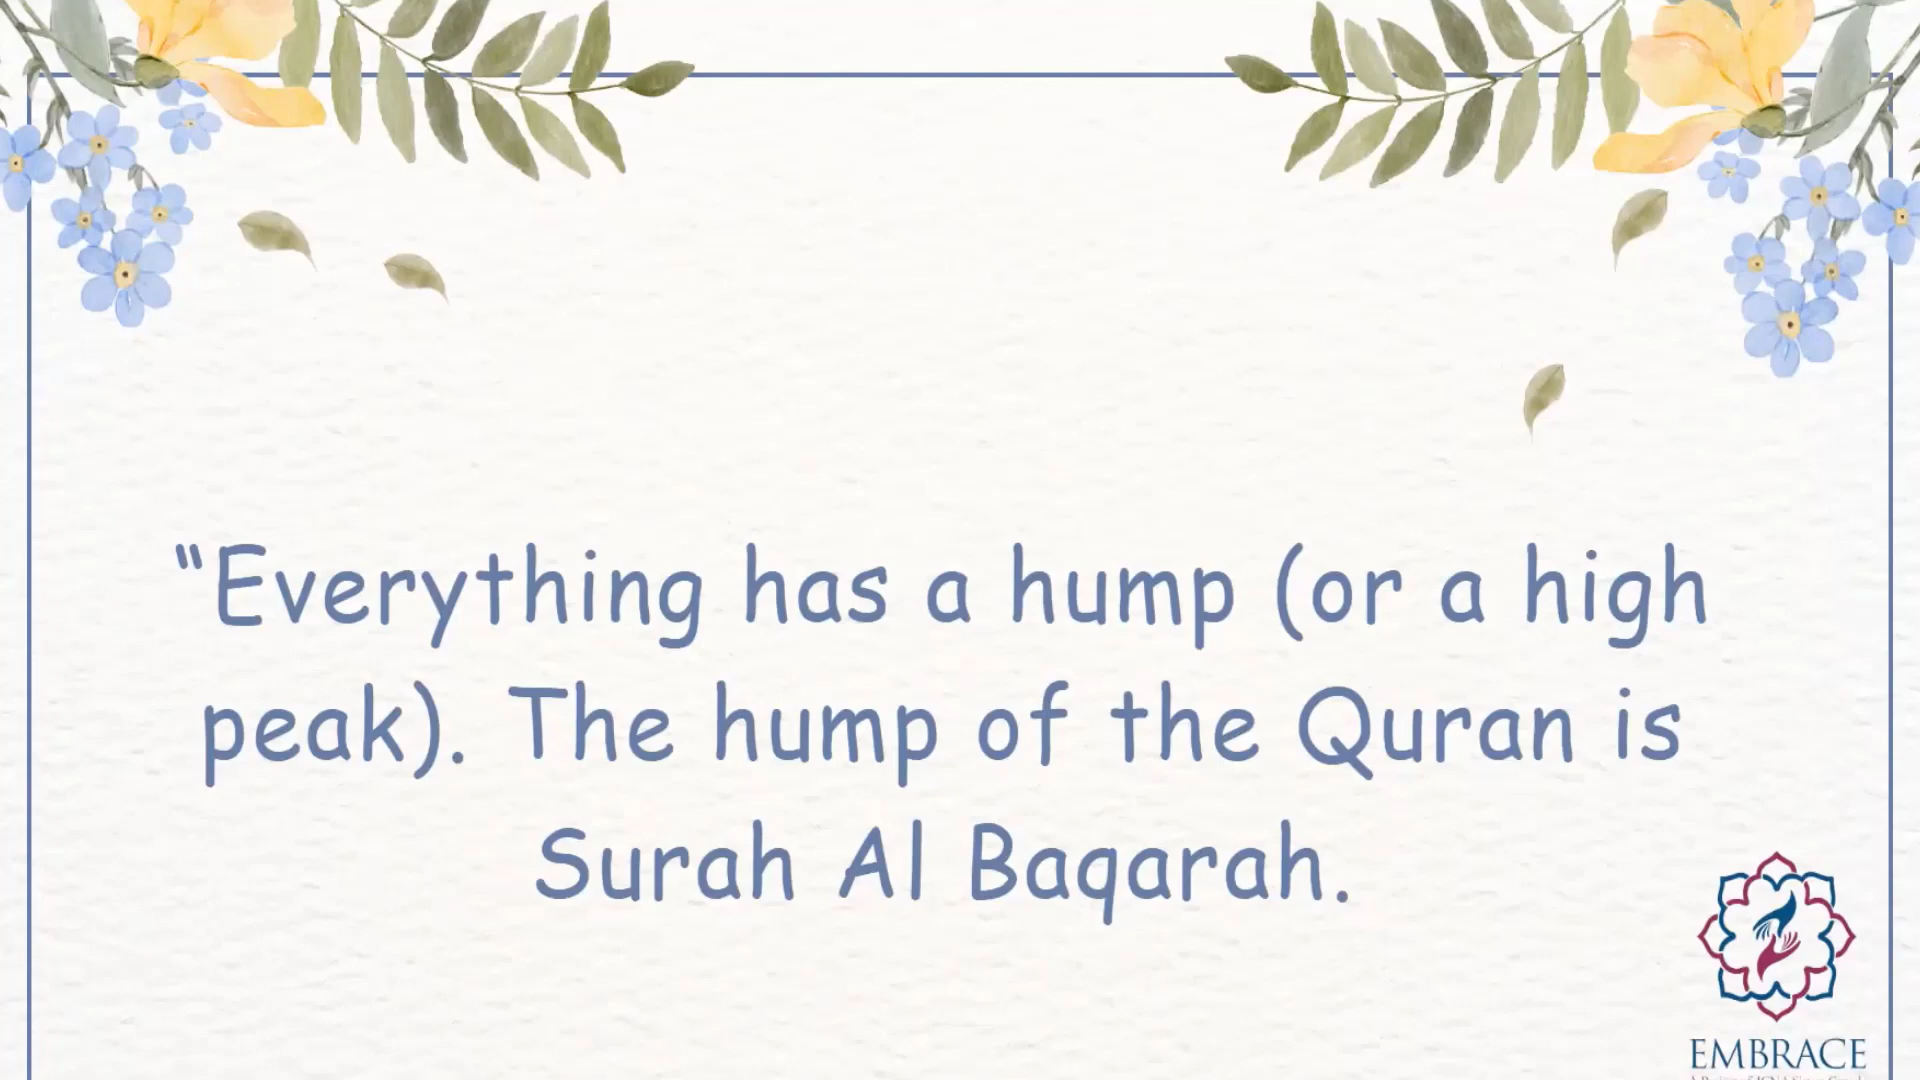 “Everything has a hump (or a high
peak). The hump of the Quran is
Surah Al Baqarah.
EMBRACE